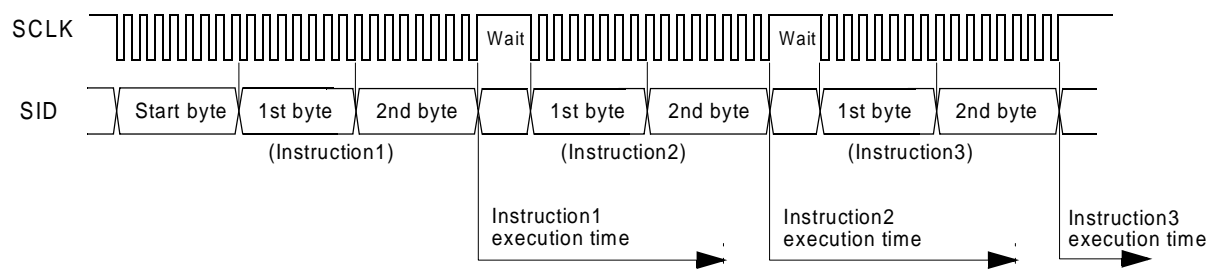 SCLK
Wait
Wait
SID
Start byte
1st byte
2nd byte
1st byte
2nd byte
1st byte
2nd byte
(Instruction1)
(Instruction2)
(Instruction3)
Instruction1
execution time
Instruction2
execution time
Instruction3
execution time